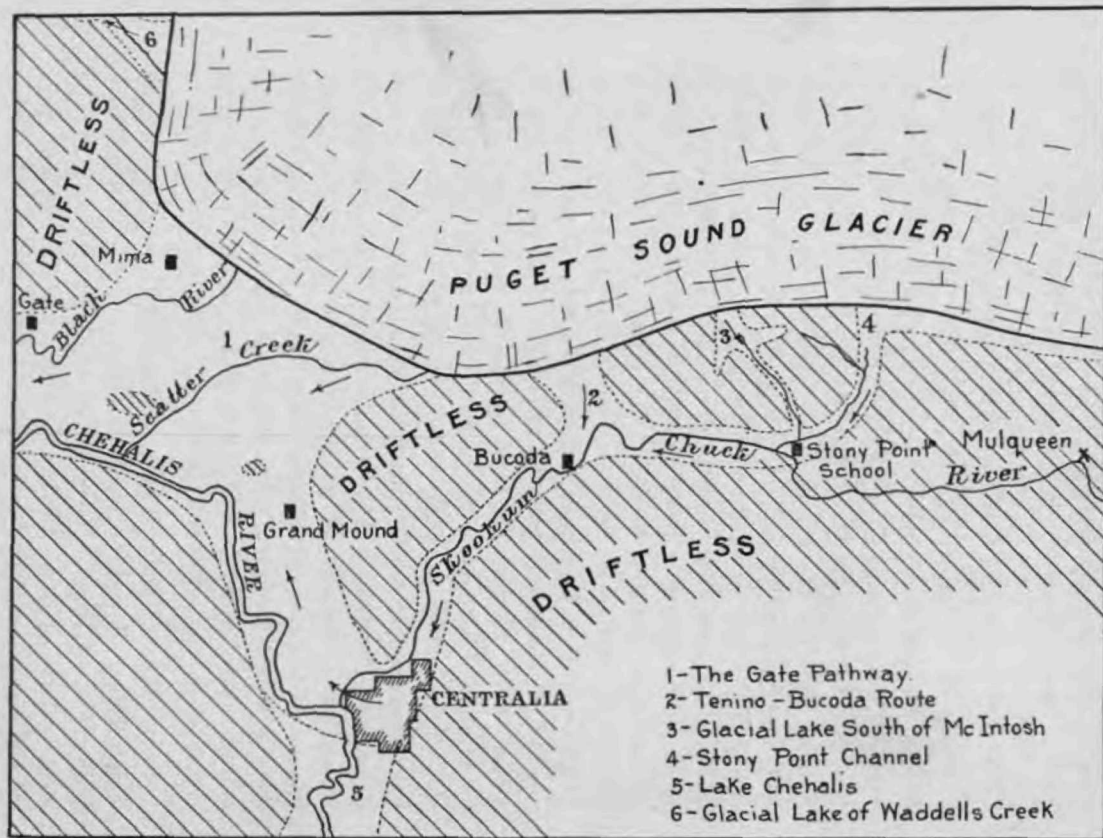 6
DRIFTLESS
PUGET SOUND GLACIER
Mima
Gate
Black River
1
Scatter Creek
3
4
2
DRIFTLESS
CHEHALIS
RIVER
Bucoda
Chuck
Stony Point
School
Mulqueen
River
Grand Mound
Skookum
DRIFTLESS
CENTRALIA
5
1-The Gate Pathway.
2-Tenino-Bucoda Route
3-Glacial Lake South of McIntosh
4-Stony Point Channel
5-Lake Chehalis
6-Glacial Lake of Waddells Creek